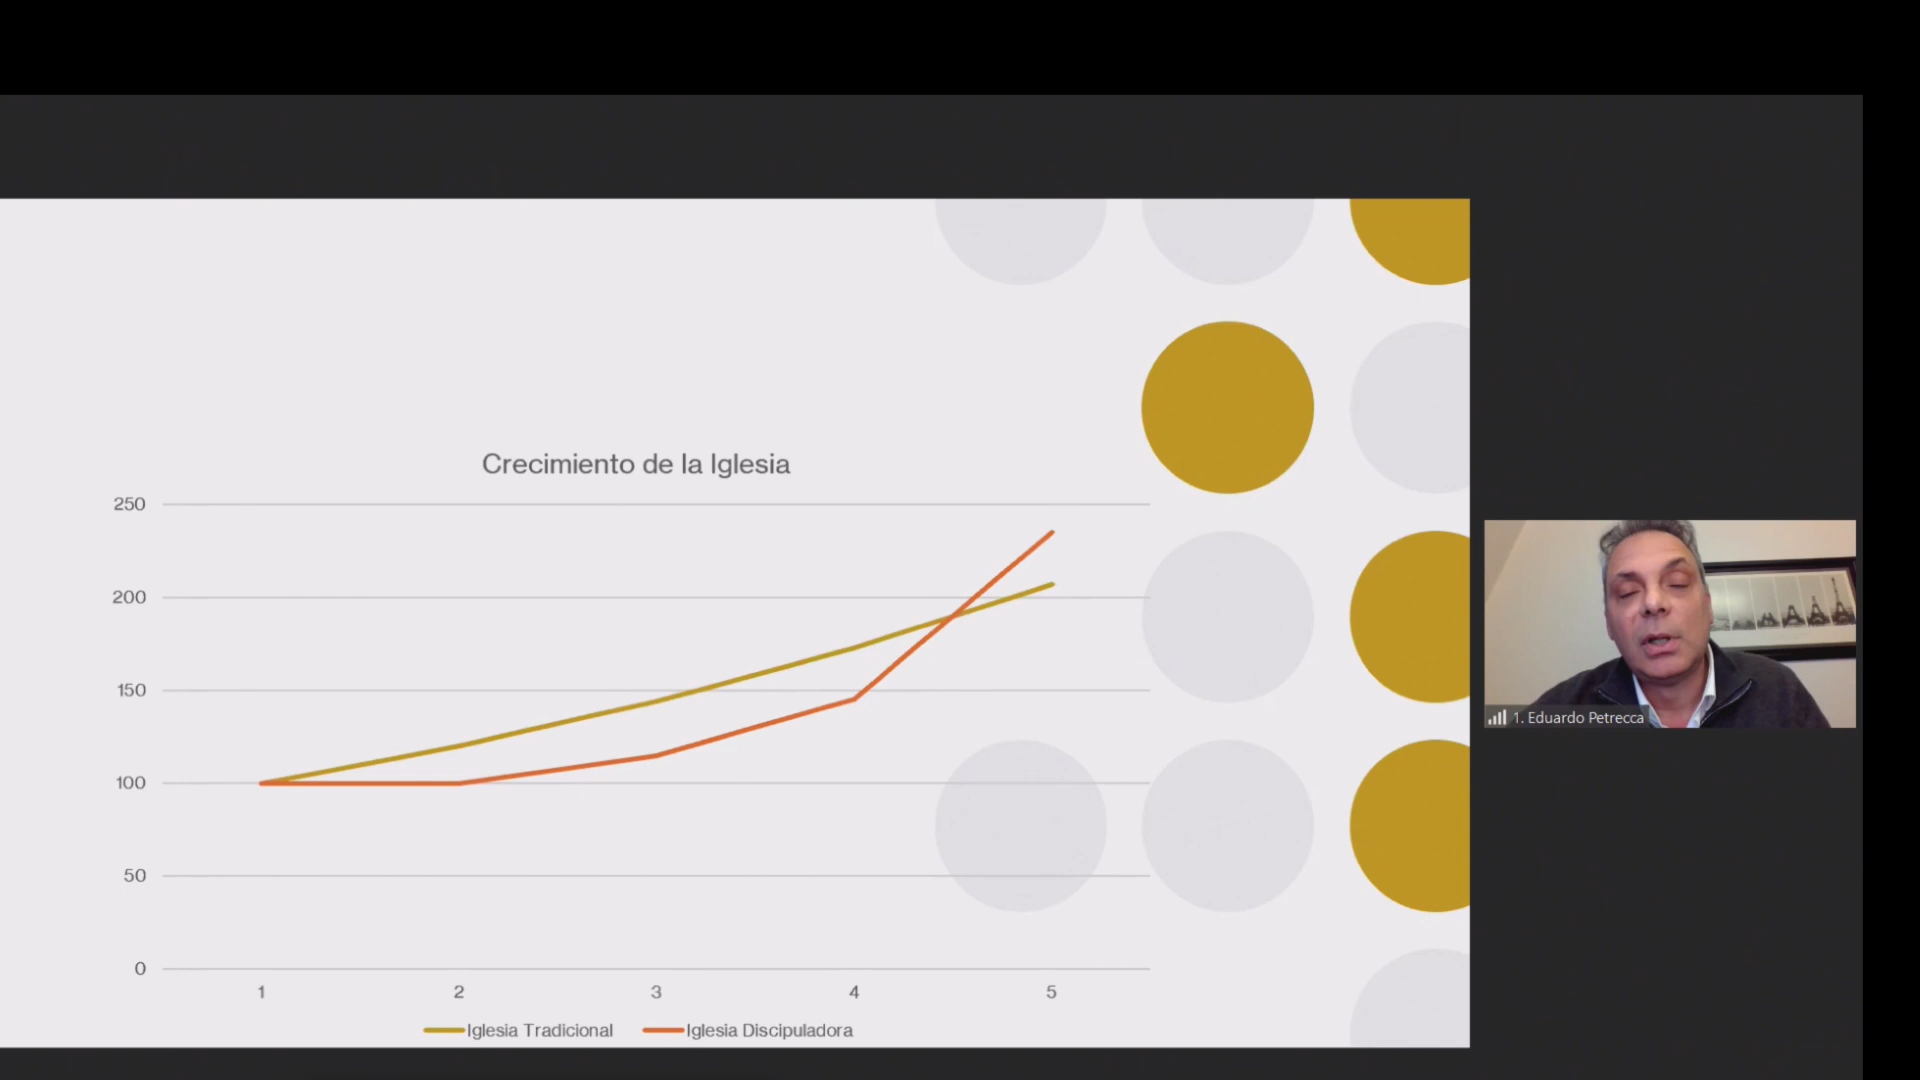 Crecimiento de la Iglesia
250
200
150
100
50
0
1 2 3 4 5
Iglesia Tradicional Iglesia Discipuladora
1. Eduardo Petrecca